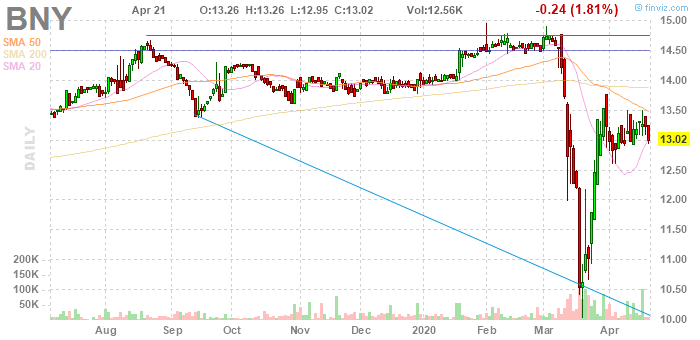 BNY Apr 21 O:13.26 H:13.26 L:12.95 C:13.02 Vol:12.56K -0.24 (1.81%) © finviz.com
SMA 50
SMA 200
SMA 20
DAILY
15.00
14.50
14.00
13.50
13.02
13.00
12.50
12.00
11.50
11.00
10.50
10.00
200K
150K
100K
50K
Aug Sep Oct Nov Dec 2020 Feb Mar Apr